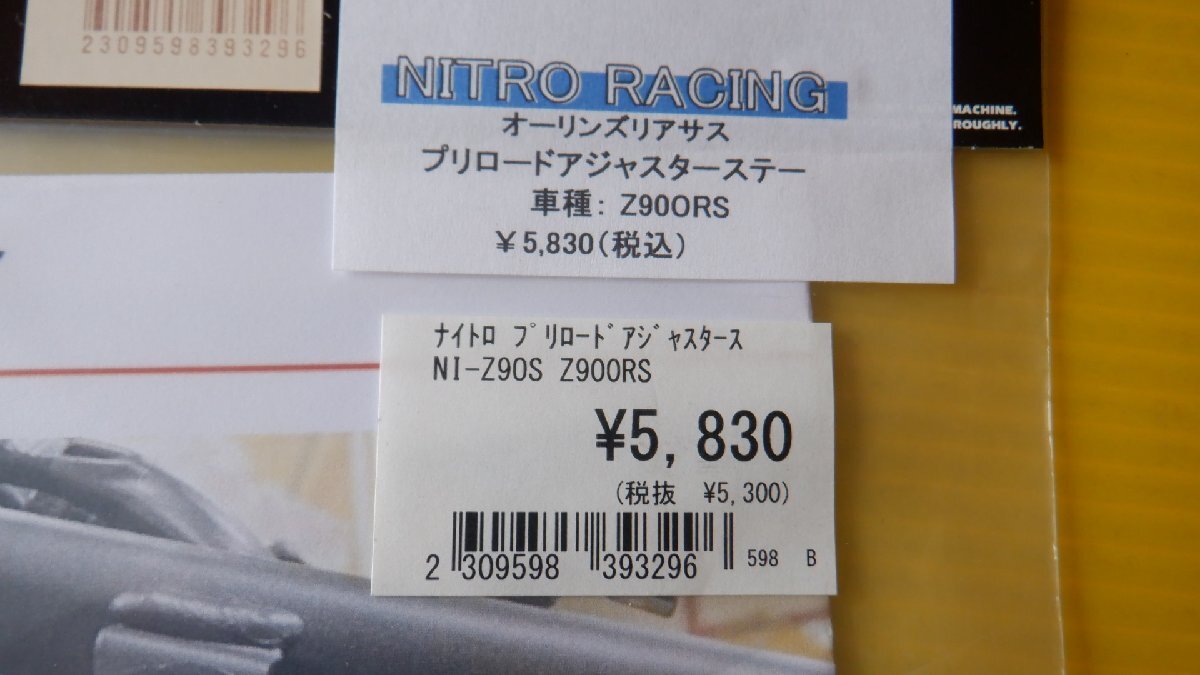 2309598393296
NITRO RACING
オーリンズリアサス
プリロードアジャスターステー
車種: Z900RS
¥5,830(税込)
MACHINE.
ROUGHLY.
ﾅｲﾄﾛ ﾌﾟﾘﾛｰﾄﾞｱｼﾞｬｽﾀｰｽ
NI-Z90S Z900RS
¥5, 830
(税抜 ¥5, 300)
2 309598 393296 598 B